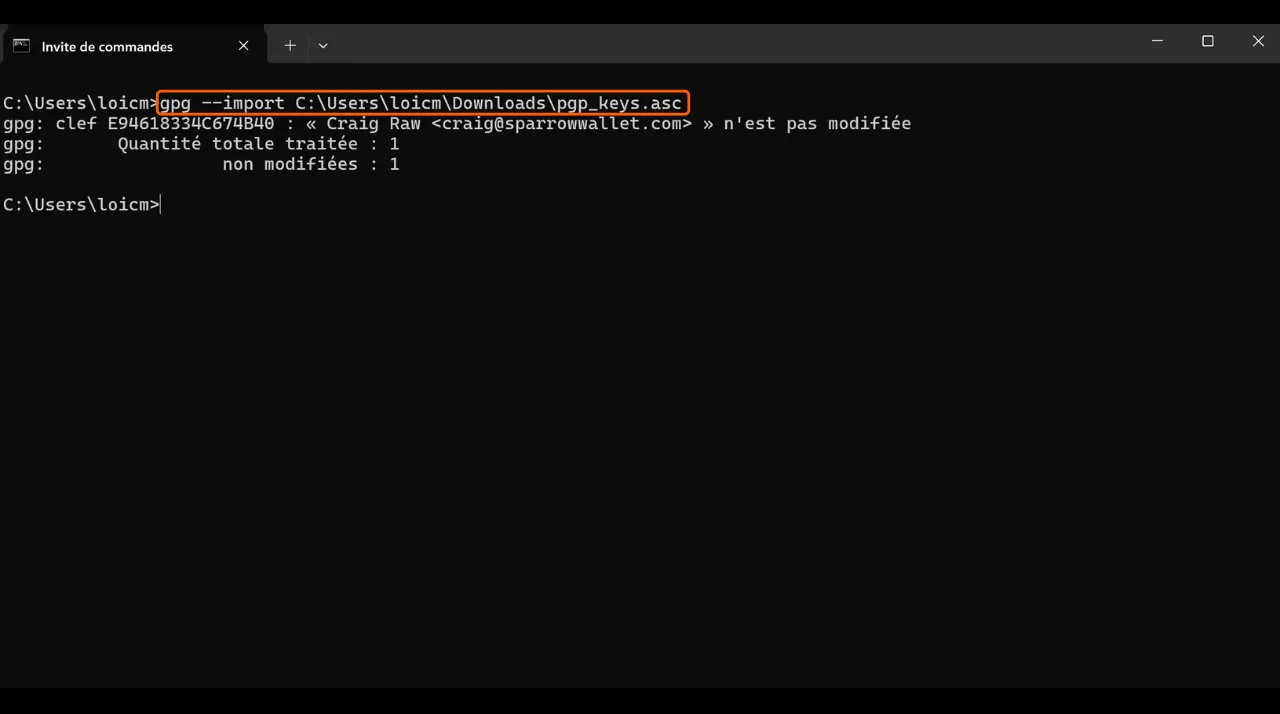 Invite de commandes
C:\Users\loicm>gpg --import C:\Users\loicm\Downloads\pgp_keys.asc
gpg: clef E94618334C674B40 : « Craig Raw <craig@sparrowwallet.com> » n'est pas modifiée
gpg:       Quantité totale traitée : 1
gpg:                 non modifiées : 1
C:\Users\loicm>